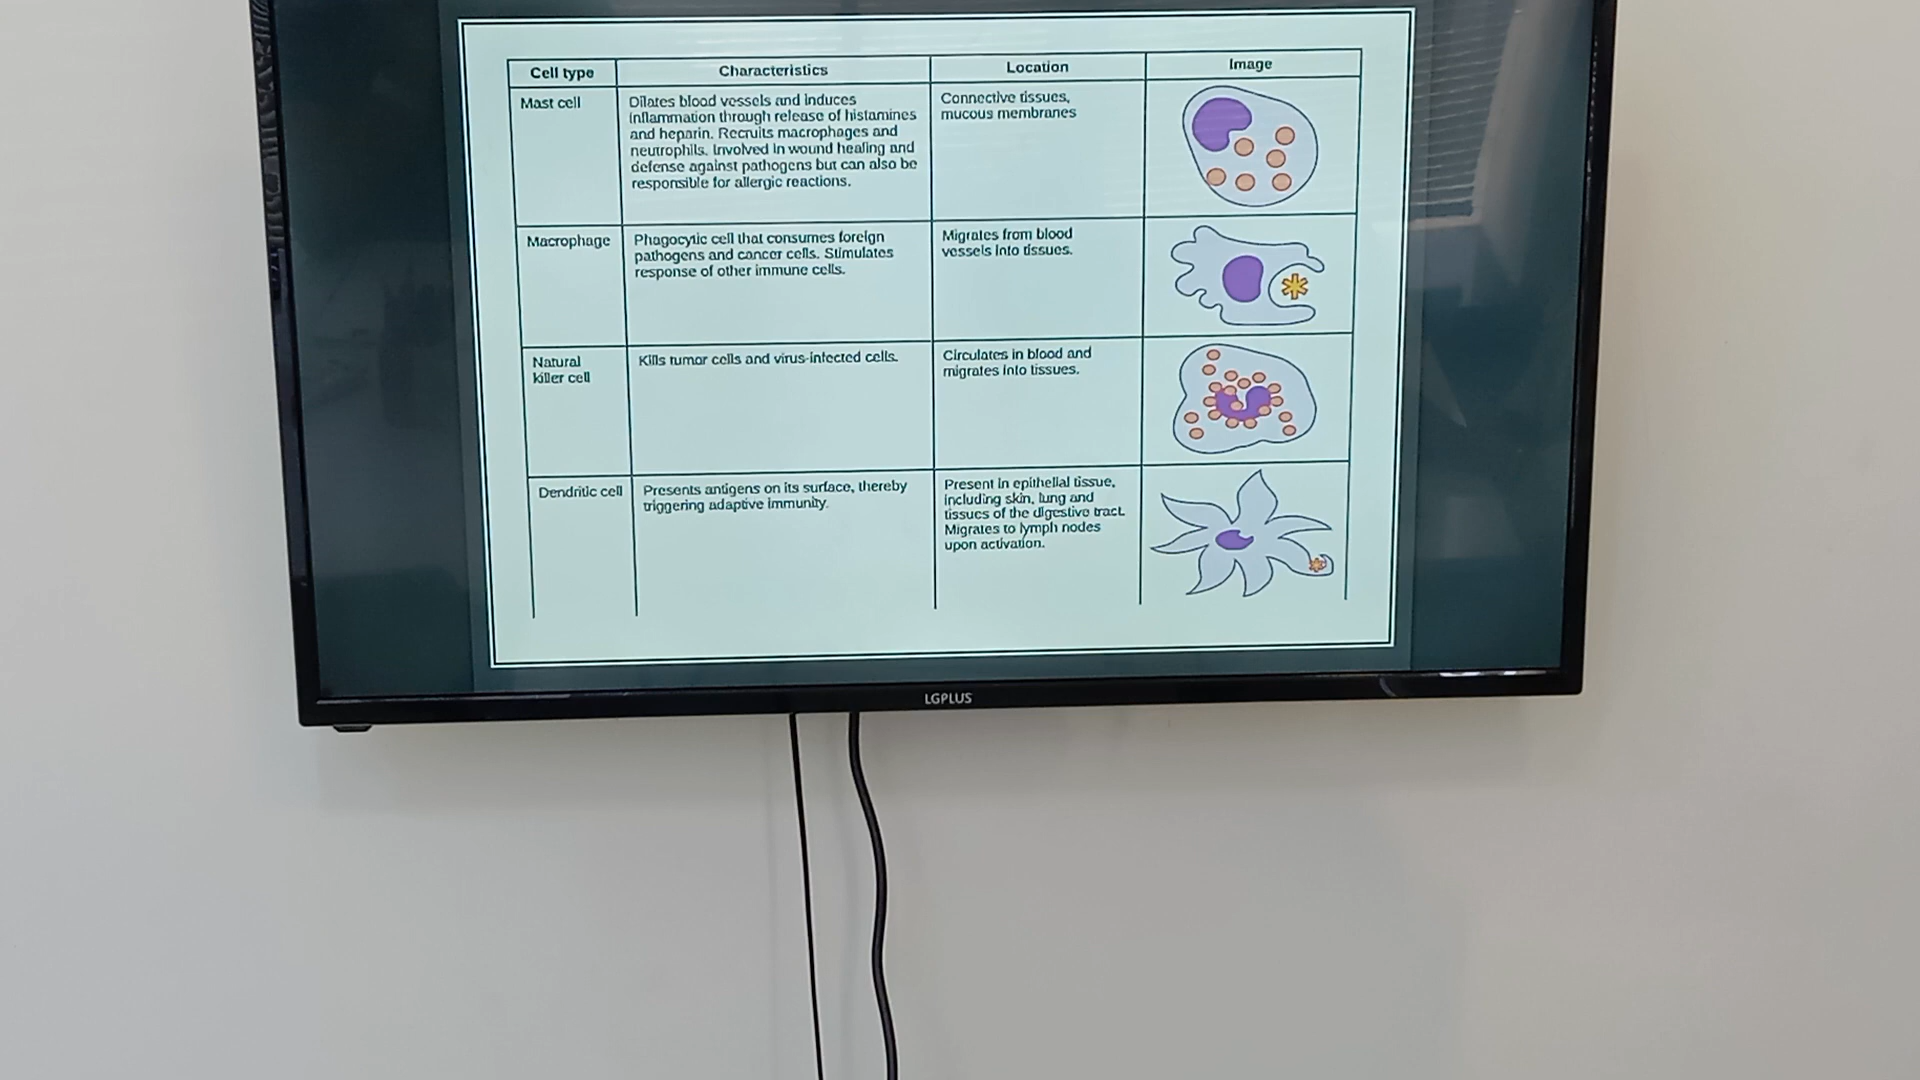 Cell type
Characteristics
Location
Image
Mast cell
Dilates blood vessels and induces
inflammation through release of histamines
and heparin. Recruits macrophages and
neutrophils. Involved in wound healing and
defense against pathogens but can also be
responsible for allergic reactions.
Connective tissues,
mucous membranes
Macrophage
Phagocytic cell that consumes foreign
pathogens and cancer cells. Stimulates
response of other immune cells.
Migrates from blood
vessels into tissues.
Natural
killer cell
Kills tumor cells and virus-infected cells.
Circulates in blood and
migrates into tissues.
Dendritic cell
Presents antigens on its surface, thereby
triggering adaptive immunity.
Present in epithelial tissue,
including skin, lung and
tissues of the digestive tract.
Migrates to lymph nodes
upon activation.
LGPLUS